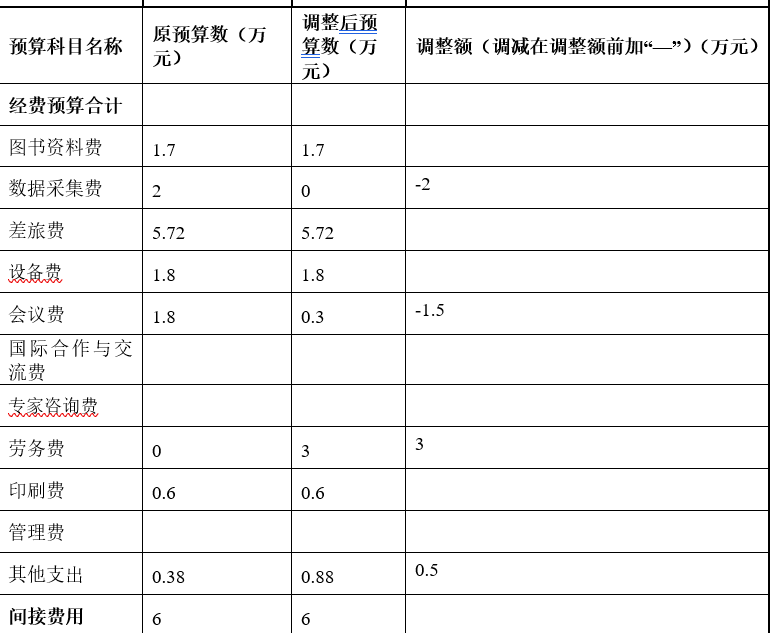 预算科目名称 原预算数（万元） 调整后预算数（万元） 调整额（调减在调整额前加“—”）（万元）
经费预算合计
图书资料费 1.7 1.7
数据采集费 2 0 -2
差旅费 5.72 5.72
设备费 1.8 1.8
会议费 1.8 0.3 -1.5
国际合作与交流费
专家咨询费
劳务费 0 3 3
印刷费 0.6 0.6
管理费
其他支出 0.38 0.88 0.5
间接费用 6 6